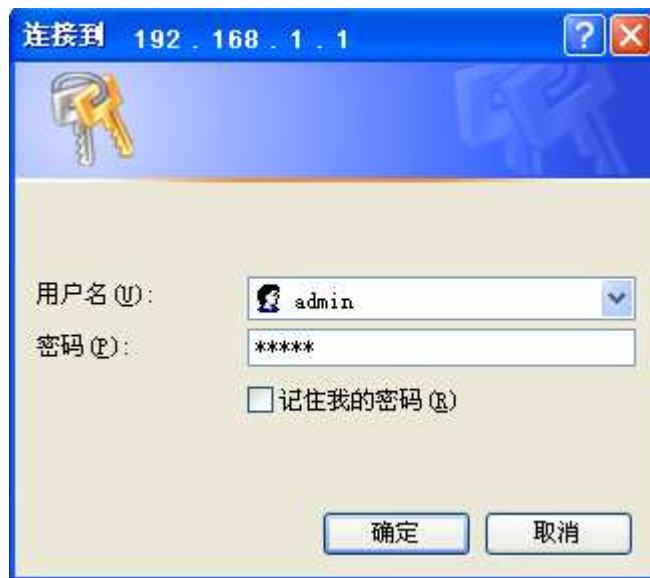 连接到 192 . 168 . 1 . 1
用户名(U):
admin
密码(P):
*****
记住我的密码(R)
确定
取消